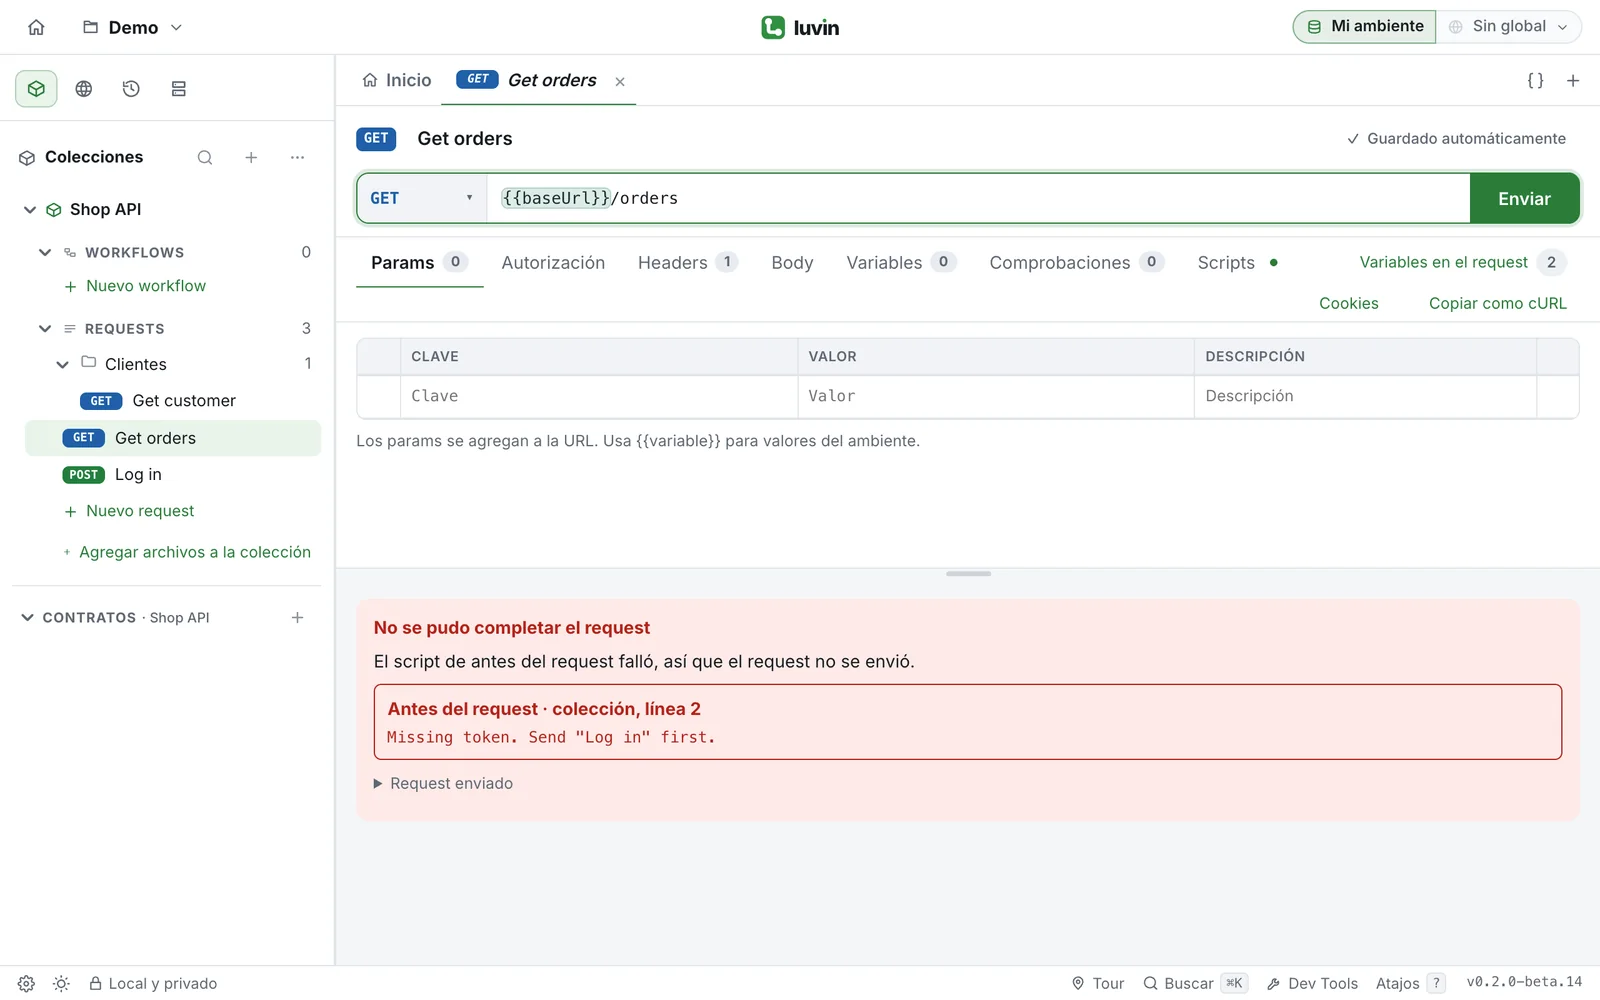 Demo
luvin
Mi ambiente
Sin global
Inicio
GET Get orders
{} +
Colecciones
GET Get orders
Guardado automáticamente
GET {{baseUrl}}/orders
Enviar
Shop API
WORKFLOWS 0
+ Nuevo workflow
REQUESTS 3
Clientes 1
GET Get customer
GET Get orders
POST Log in
+ Nuevo request
+ Agregar archivos a la colección
CONTRATOS · Shop API +
Params 0
Autorización
Headers 1
Body
Variables 0
Comprobaciones 0
Scripts
Variables en el request 2
Cookies
Copiar como cURL
CLAVE VALOR DESCRIPCIÓN
Clave Valor Descripción
Los params se agregan a la URL. Usa {{variable}} para valores del ambiente.
No se pudo completar el request
El script de antes del request falló, así que el request no se envió.
Antes del request · colección, línea 2
Missing token. Send "Log in" first.
Request enviado
Local y privado
Tour
Buscar ⌘K
Dev Tools
Atajos ?
v0.2.0-beta.14